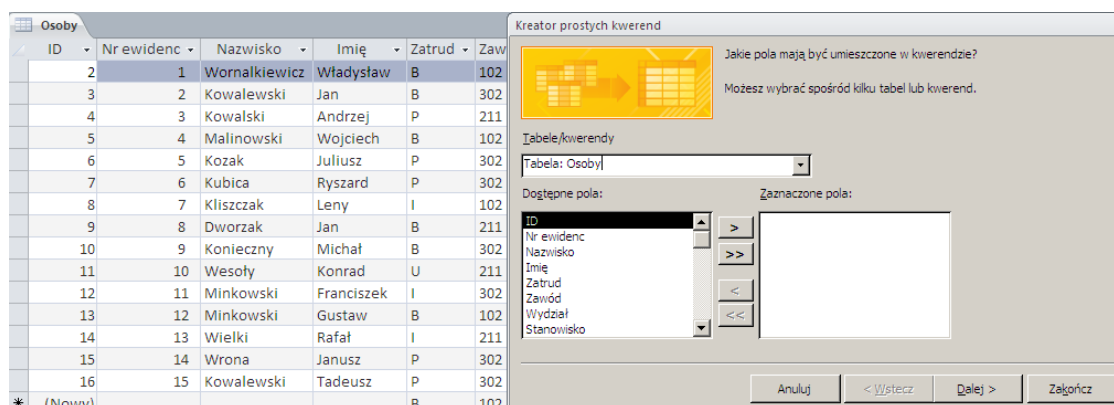 Osoby
ID Nr ewidenc Nazwisko Imię Zatrud Zaw
2 1 Wornalkiewicz Władysław B 102
3 2 Kowalewski Jan B 302
4 3 Kowalski Andrzej P 211
5 4 Malinowski Wojciech B 102
6 5 Kozak Juliusz P 302
7 6 Kubica Ryszard P 302
8 7 Kliszczak Leny I 102
9 8 Dworzak Jan B 211
10 9 Konieczny Michał B 302
11 10 Wesoły Konrad U 211
12 11 Minkowski Franciszek I 302
13 12 Minkowski Gustaw B 102
14 13 Wielki Rafał I 211
15 14 Wrona Janusz P 302
16 15 Kowalewski Tadeusz P 302
* (Nowy) B 102
Kreator prostych kwerend
Jakie pola mają być umieszczone w kwerendzie?
Możesz wybrać spośród kilku tabel lub kwerend.
Tabele/kwerendy
Tabela: Osoby
Dostępne pola: Zaznaczone pola:
ID
Nr ewidenc
Nazwisko
Imię
Zatrud
Zawód
Wydział
Stanowisko
>
>>
<
<<
Anuluj < Wstecz Dalej > Zakończ